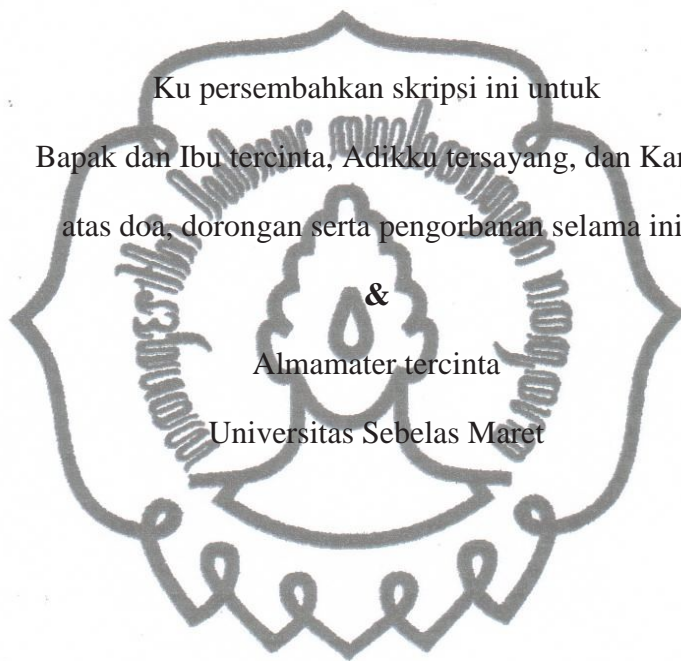 Ku persembahkan skripsi ini untuk
Bapak dan Ibu tercinta, Adikku tersayang, dan
atas doa, dorongan serta pengorbanan selama ini
&
Almamater tercinta
Universitas Sebelas Maret